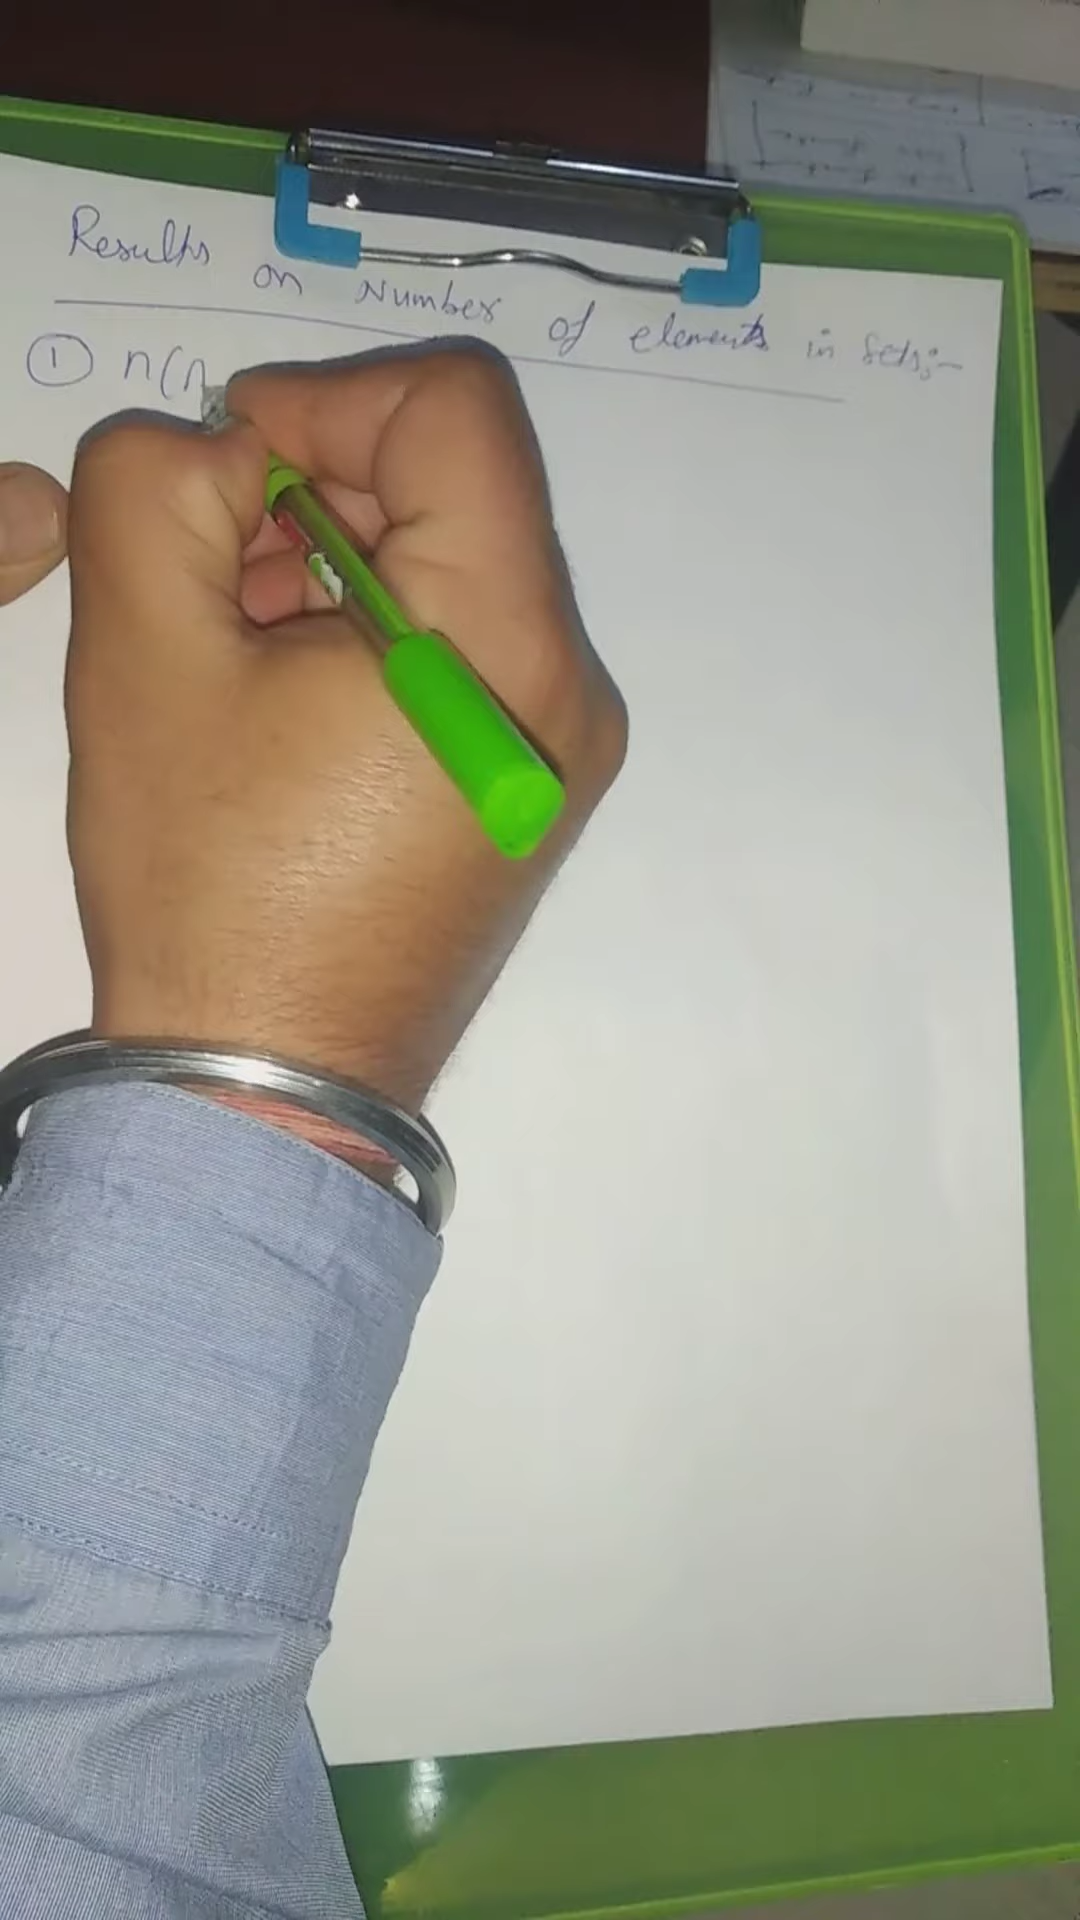 Results on Number of elements in Sets:-
① n(A